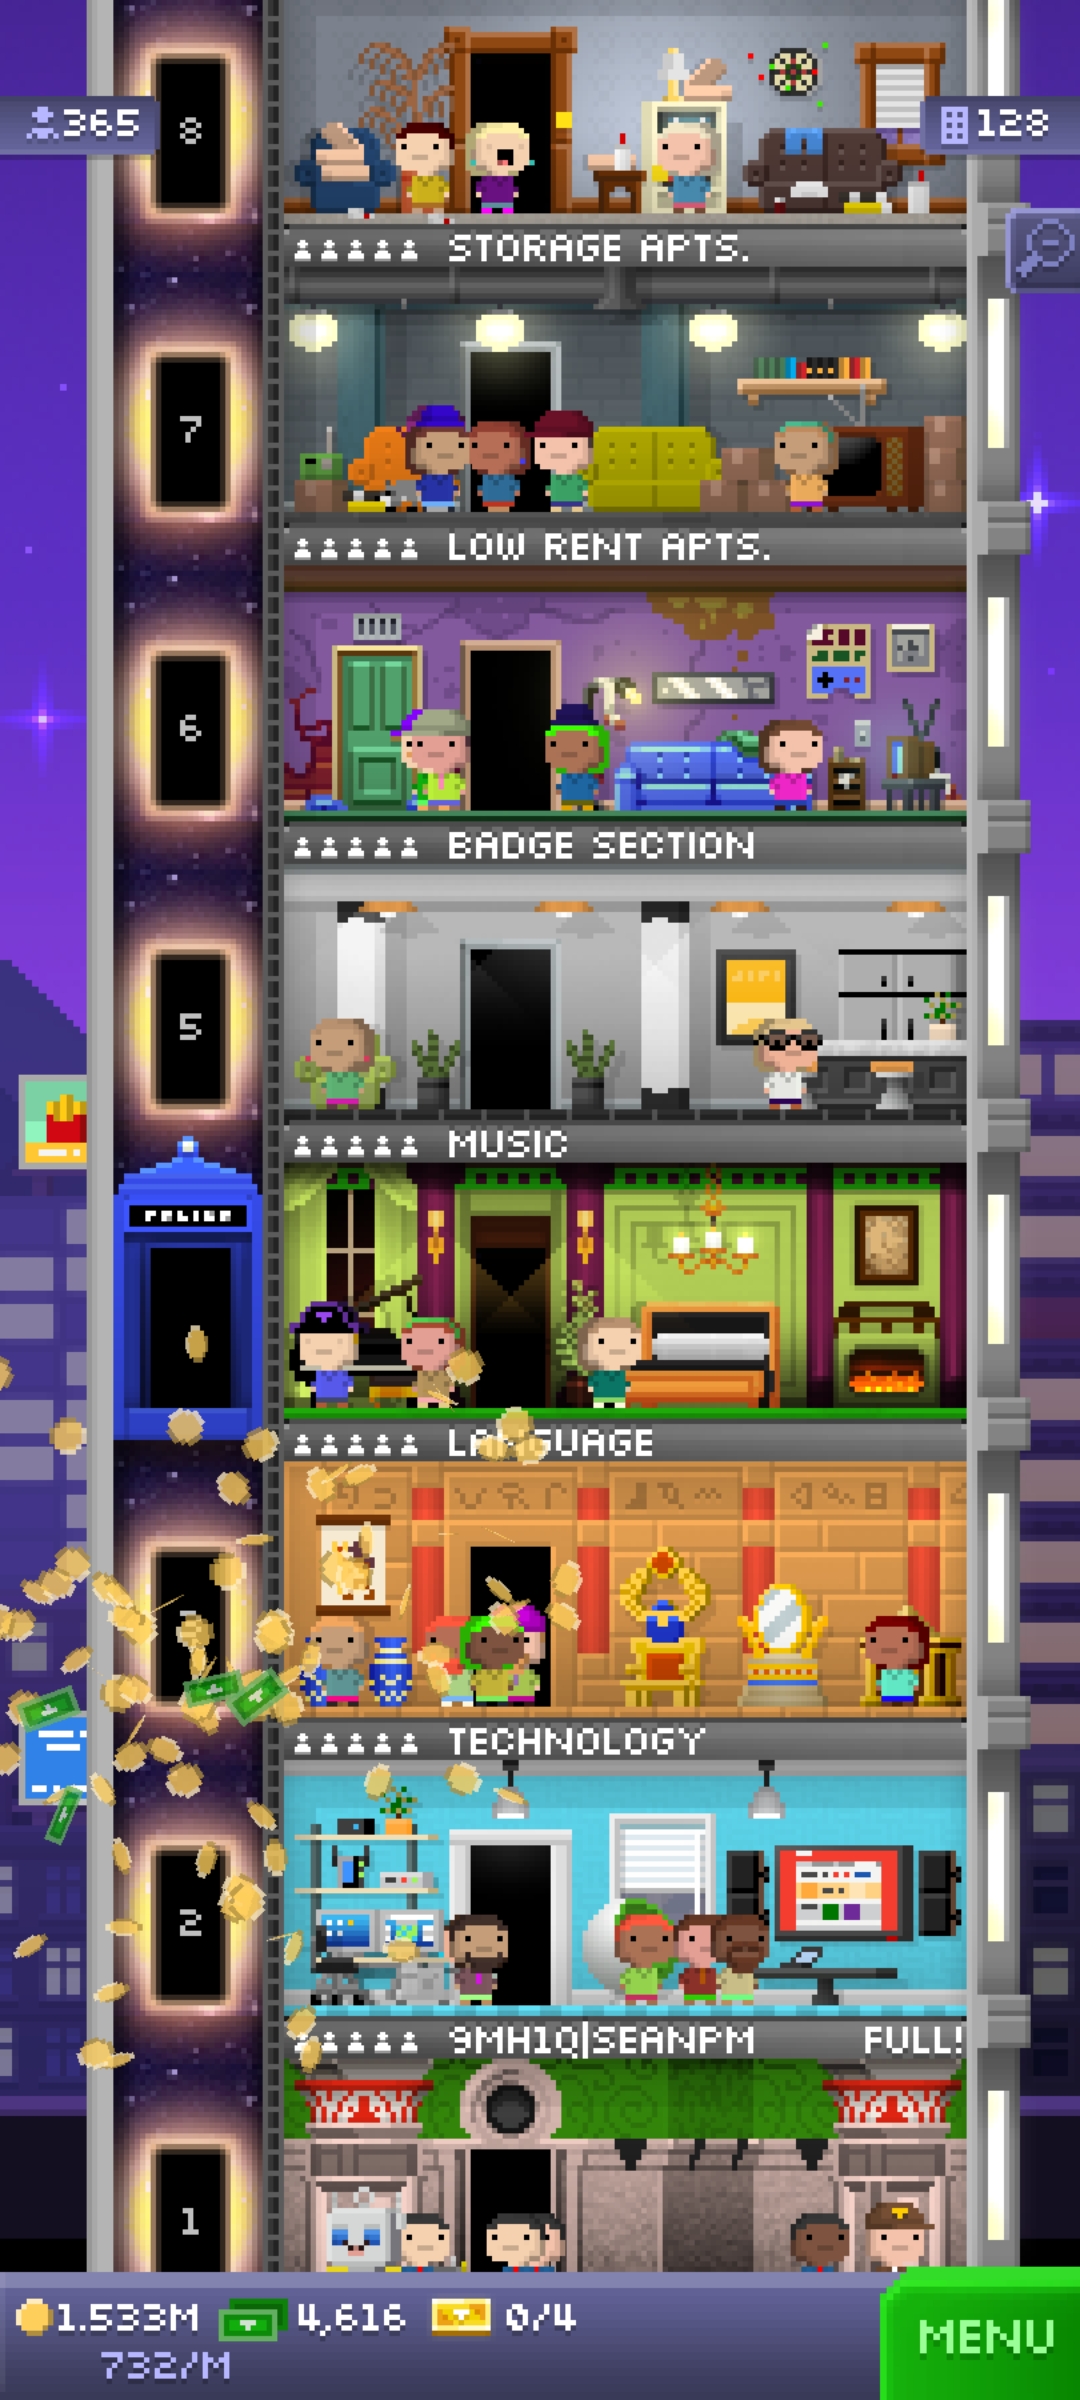 8
365
128
STORAGE APTS.
7
LOW RENT APTS.
6
BADGE SECTION
5
MUSIC
POLICE
LANGUAGE
TECHNOLOGY
2
9MH1Q|SEANPM FULL!
1
1.533M 4,616 0/4
732/M
MENU